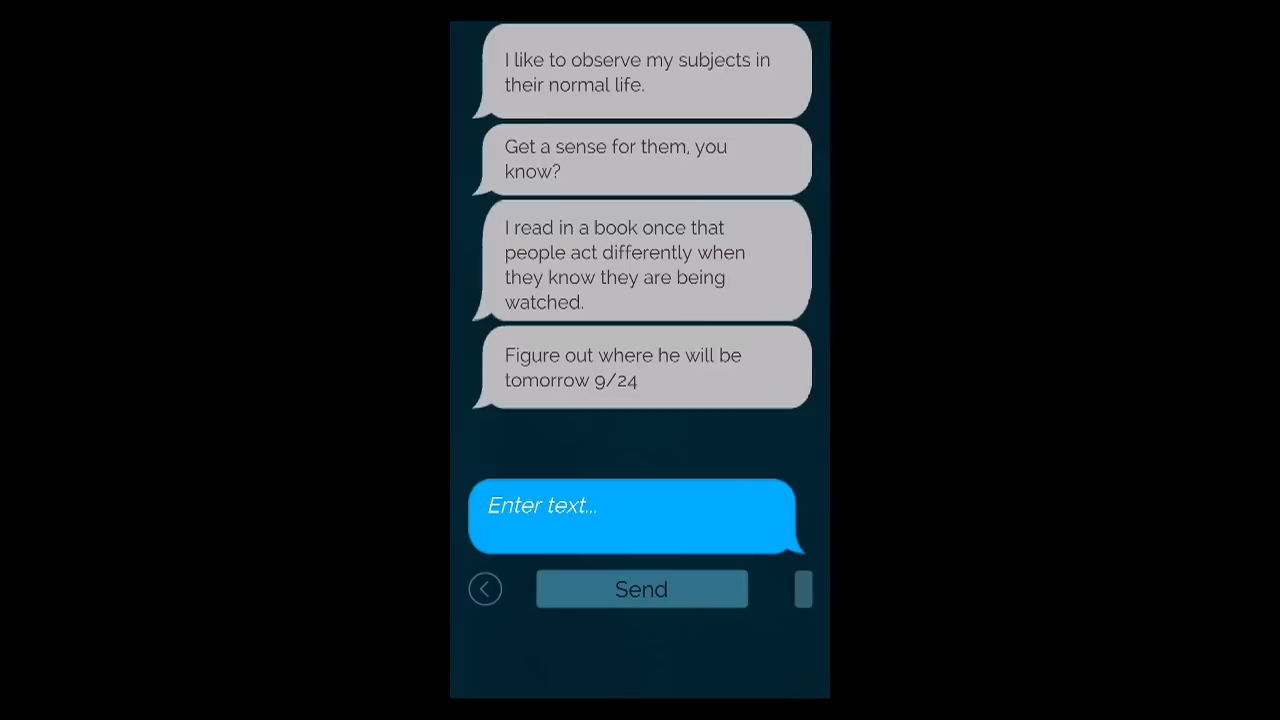 I like to observe my subjects in
their normal life.
Get a sense for them, you
know?
I read in a book once that
people act differently when
they know they are being
watched.
Figure out where he will be
tomorrow 9/24
Enter text...
Send